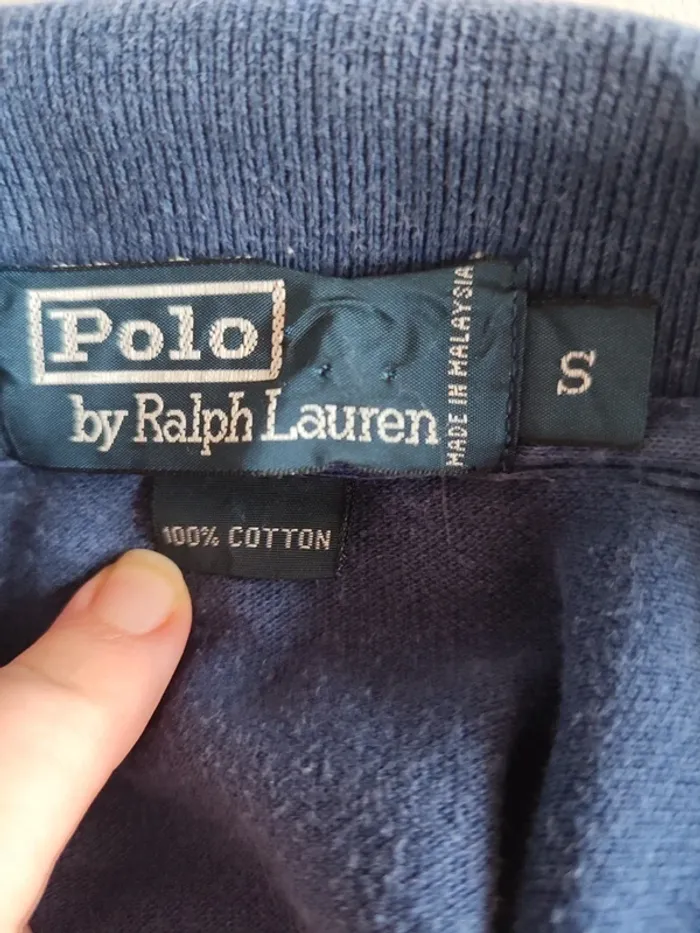 Polo
by Ralph Lauren
MADE IN MALAYSIA
S
100% COTTON